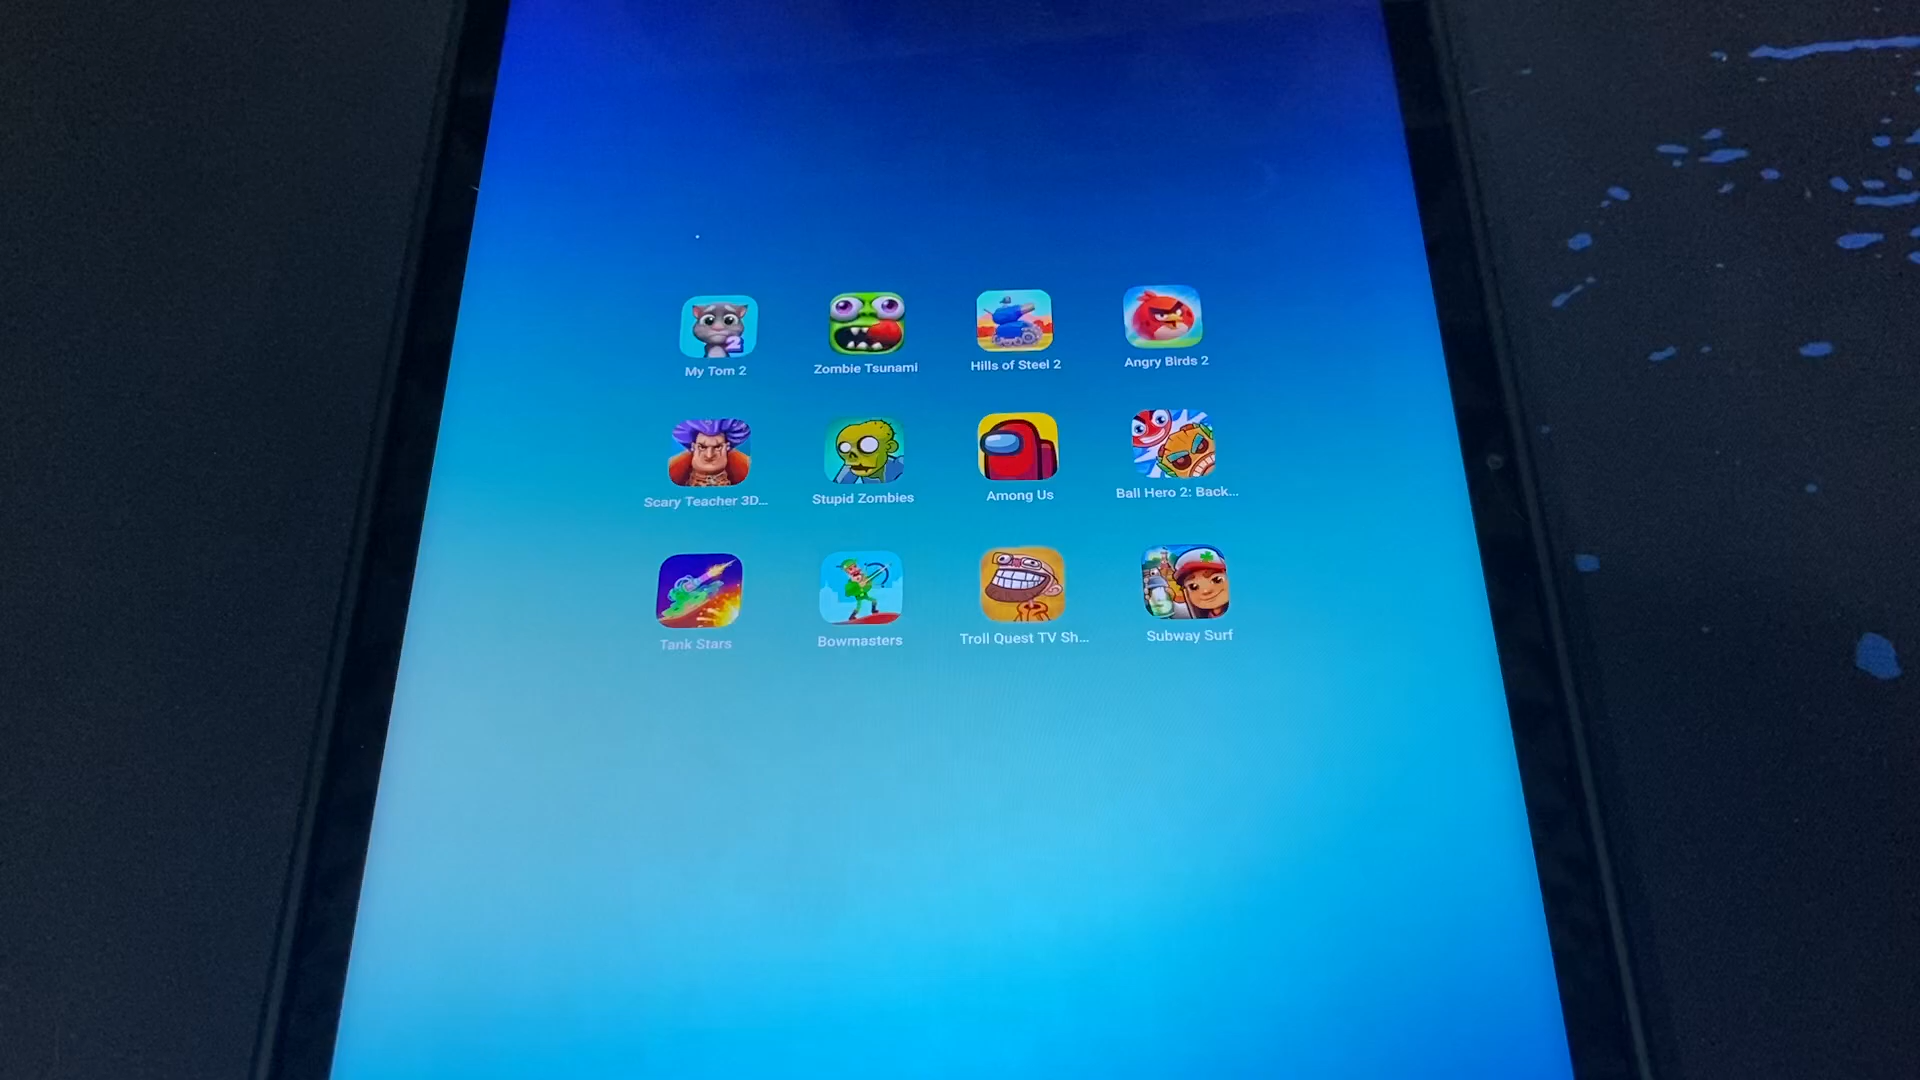 2
My Tom 2
Zombie Tsunami
Hills of Steel 2
Angry Birds 2
Scary Teacher 3D...
Stupid Zombies
Among Us
Ball Hero 2: Back...
Tank Stars
Bowmasters
Troll Quest TV Sh...
Subway Surf